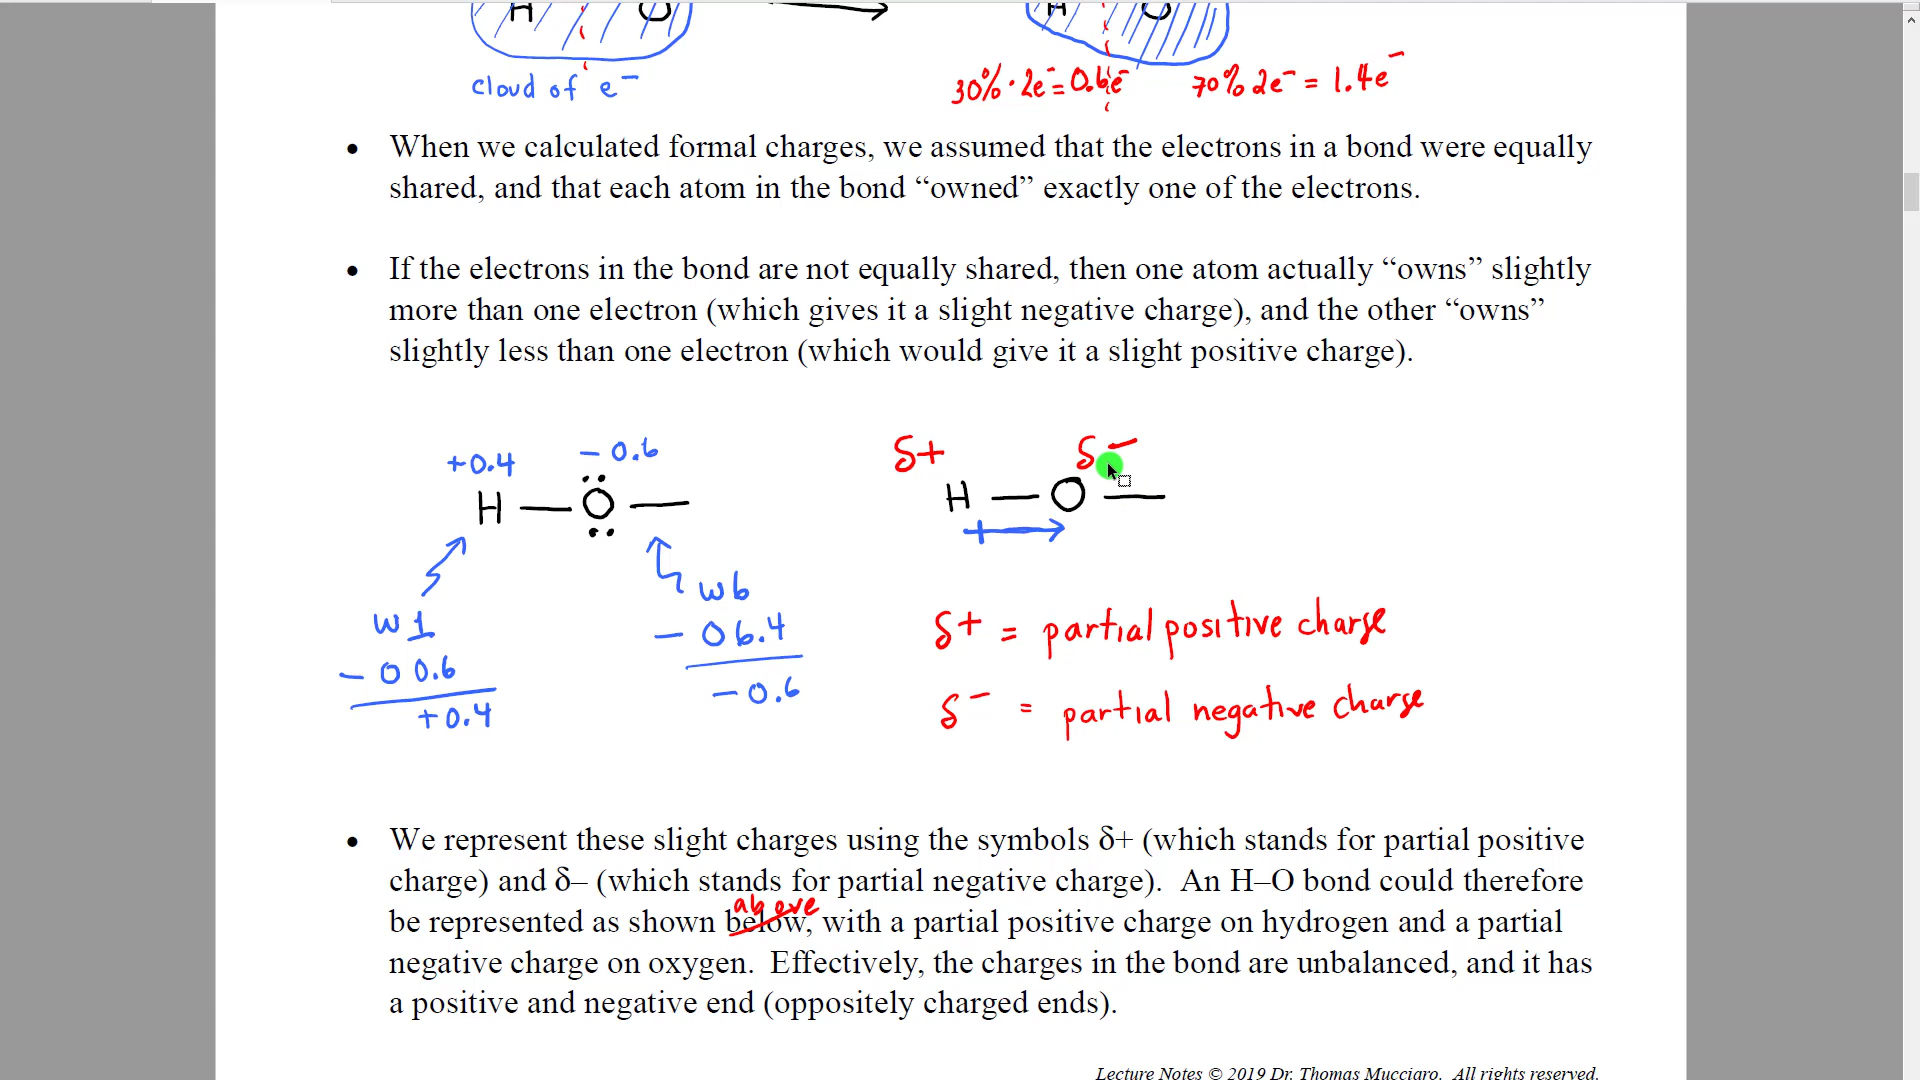 H O H O
cloud of e⁻
30% · 2e⁻ = 0.6e⁻ 70% 2e⁻ = 1.4e⁻
• When we calculated formal charges, we assumed that the electrons in a bond were equally
shared, and that each atom in the bond “owned” exactly one of the electrons.
• If the electrons in the bond are not equally shared, then one atom actually “owns” slightly
more than one electron (which gives it a slight negative charge), and the other “owns”
slightly less than one electron (which would give it a slight positive charge).
+0.4 – 0.6
H — O —
δ+ δ–
H — O —
w 1
– O 0.6
+0.4
w 6
– O 6.4
– 0.6
δ+ = partial positive charge
δ– = partial negative charge
• We represent these slight charges using the symbols δ+ (which stands for partial positive
charge) and δ– (which stands for partial negative charge). An H–O bond could therefore
above
be represented as shown below, with a partial positive charge on hydrogen and a partial
negative charge on oxygen. Effectively, the charges in the bond are unbalanced, and it has
a positive and negative end (oppositely charged ends).
Lecture Notes © 2019 Dr. Thomas Mucciaro. All rights reserved.